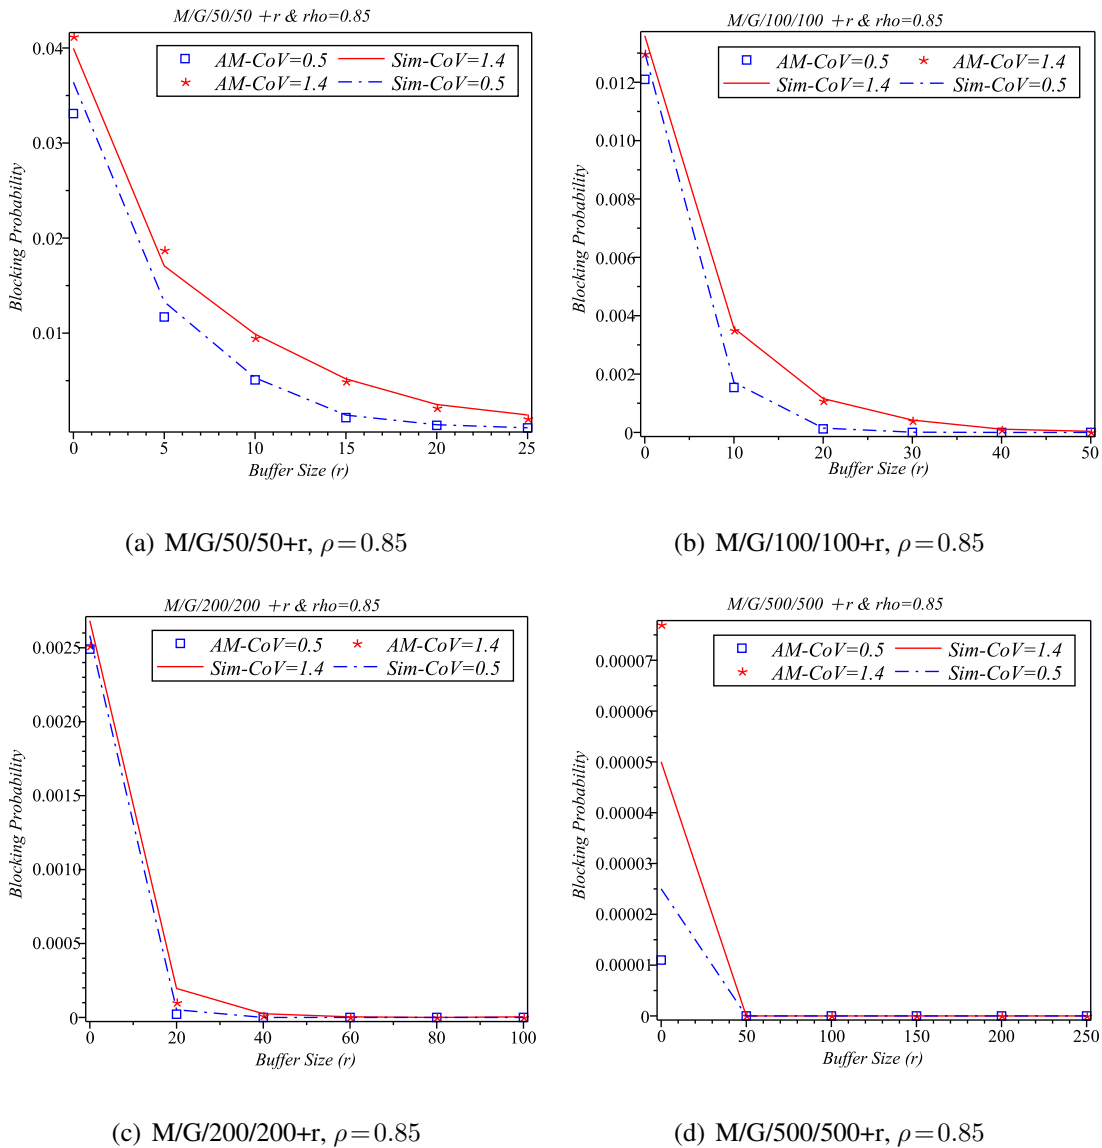 M/G/50/50 +r & rho=0.85
AM-CoV=0.5 Sim-CoV=1.4
AM-CoV=1.4 Sim-CoV=0.5
Blocking Probability
0.04
0.03
0.02
0.01
0 5 10 15 20 25
Buffer Size (r)
(a) M/G/50/50+r, ρ=0.85
M/G/100/100 +r & rho=0.85
AM-CoV=0.5 AM-CoV=1.4
Sim-CoV=1.4 Sim-CoV=0.5
Blocking Probability
0.012
0.010
0.008
0.006
0.004
0.002
0
0 10 20 30 40 50
Buffer Size (r)
(b) M/G/100/100+r, ρ=0.85
M/G/200/200 +r & rho=0.85
AM-CoV=0.5 AM-CoV=1.4
Sim-CoV=1.4 Sim-CoV=0.5
Blocking Probability
0.0025
0.0020
0.0015
0.0010
0.0005
0
0 20 40 60 80 100
Buffer Size (r)
(c) M/G/200/200+r, ρ=0.85
M/G/500/500 +r & rho=0.85
AM-CoV=0.5 Sim-CoV=1.4
AM-CoV=1.4 Sim-CoV=0.5
Blocking Probability
0.00007
0.00006
0.00005
0.00004
0.00003
0.00002
0.00001
0
0 50 100 150 200 250
Buffer Size (r)
(d) M/G/500/500+r, ρ=0.85